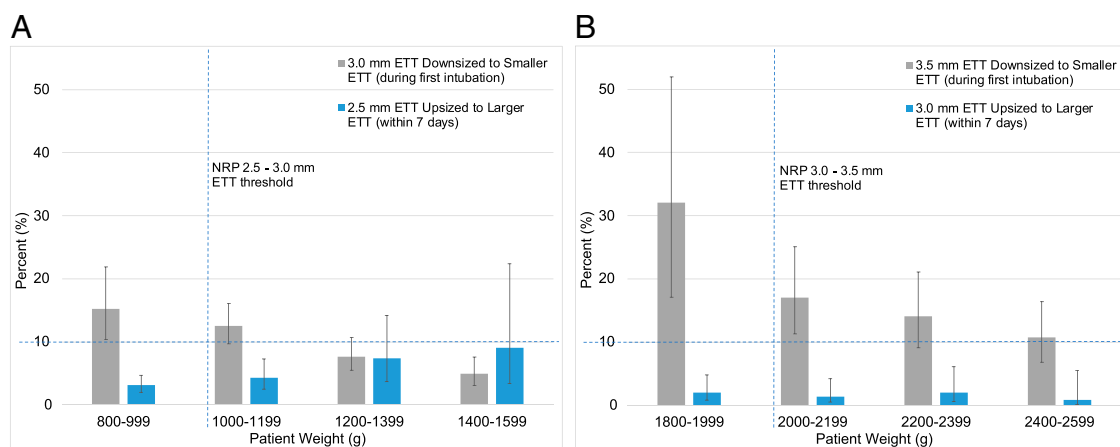 A
3.0 mm ETT Downsized to Smaller
ETT (during first intubation)
2.5 mm ETT Upsized to Larger
ETT (within 7 days)
NRP 2.5 - 3.0 mm
ETT threshold
Percent (%)
50
40
30
20
10
0
800-999
1000-1199
1200-1399
1400-1599
Patient Weight (g)
B
3.5 mm ETT Downsized to Smaller
ETT (during first intubation)
3.0 mm ETT Upsized to Larger
ETT (within 7 days)
NRP 3.0 - 3.5 mm
ETT threshold
Percent (%)
50
40
30
20
10
0
1800-1999
2000-2199
2200-2399
2400-2599
Patient Weight (g)